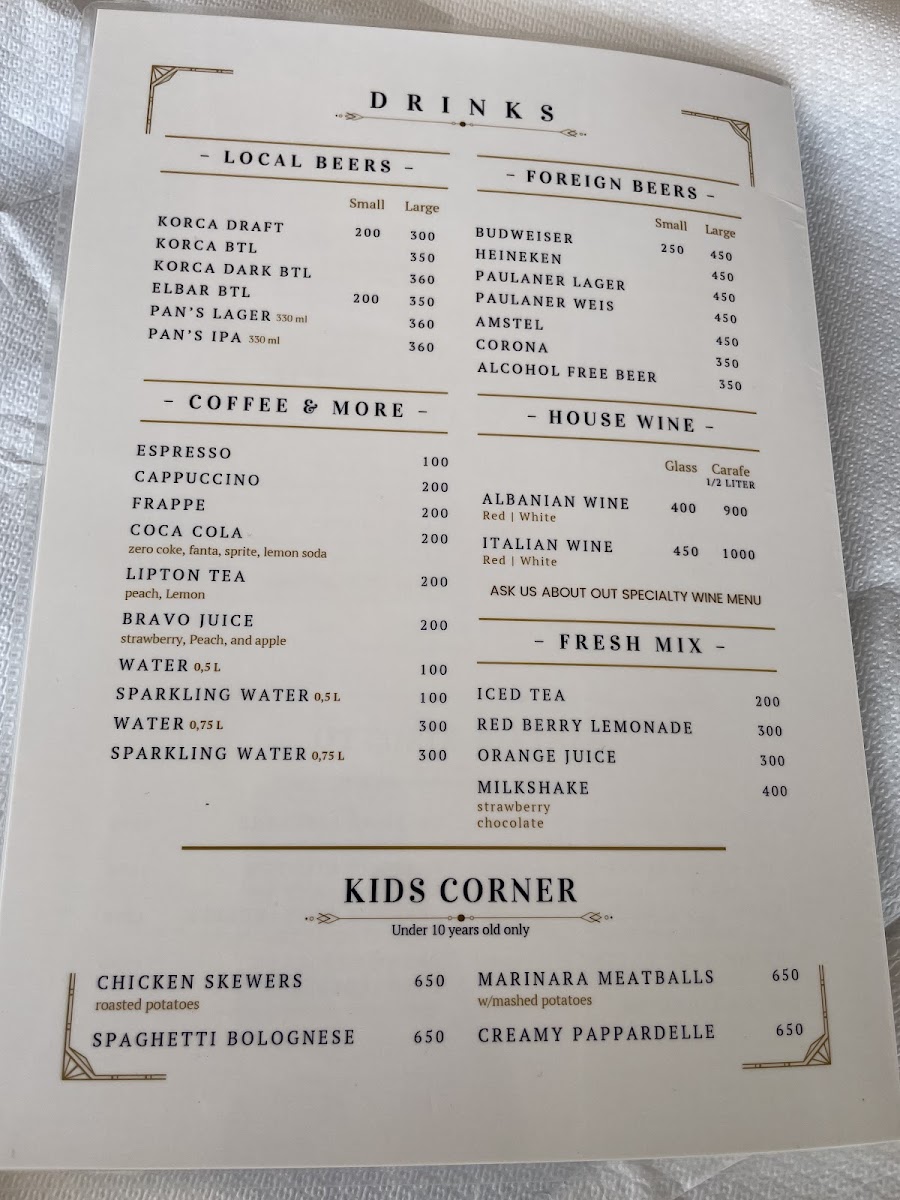 DRINKS
- LOCAL BEERS -
Small Large
KORCA DRAFT 200 300
KORCA BTL 350
KORCA DARK BTL 360
ELBAR BTL 200 350
PAN'S LAGER 330 ml 360
PAN'S IPA 330 ml 360
- COFFEE & MORE -
ESPRESSO 100
CAPPUCCINO 200
FRAPPE 200
COCA COLA 200
zero coke, fanta, sprite, lemon soda
LIPTON TEA 200
peach, Lemon
BRAVO JUICE 200
strawberry, Peach, and apple
WATER 0,5 L 100
SPARKLING WATER 0,5 L 100
WATER 0,75 L 300
SPARKLING WATER 0,75 L 300
- FOREIGN BEERS -
Small Large
BUDWEISER 250 450
HEINEKEN 450
PAULANER LAGER 450
PAULANER WEIS 450
AMSTEL 450
CORONA 350
ALCOHOL FREE BEER 350
- HOUSE WINE -
Glass Carafe
1/2 LITER
ALBANIAN WINE 400 900
Red | White
ITALIAN WINE 450 1000
Red | White
ASK US ABOUT OUT SPECIALTY WINE MENU
- FRESH MIX -
ICED TEA 200
RED BERRY LEMONADE 300
ORANGE JUICE 300
MILKSHAKE 400
strawberry
chocolate
KIDS CORNER
Under 10 years old only
CHICKEN SKEWERS 650
roasted potatoes
SPAGHETTI BOLOGNESE 650
MARINARA MEATBALLS 650
w/mashed potatoes
CREAMY PAPPARDELLE 650